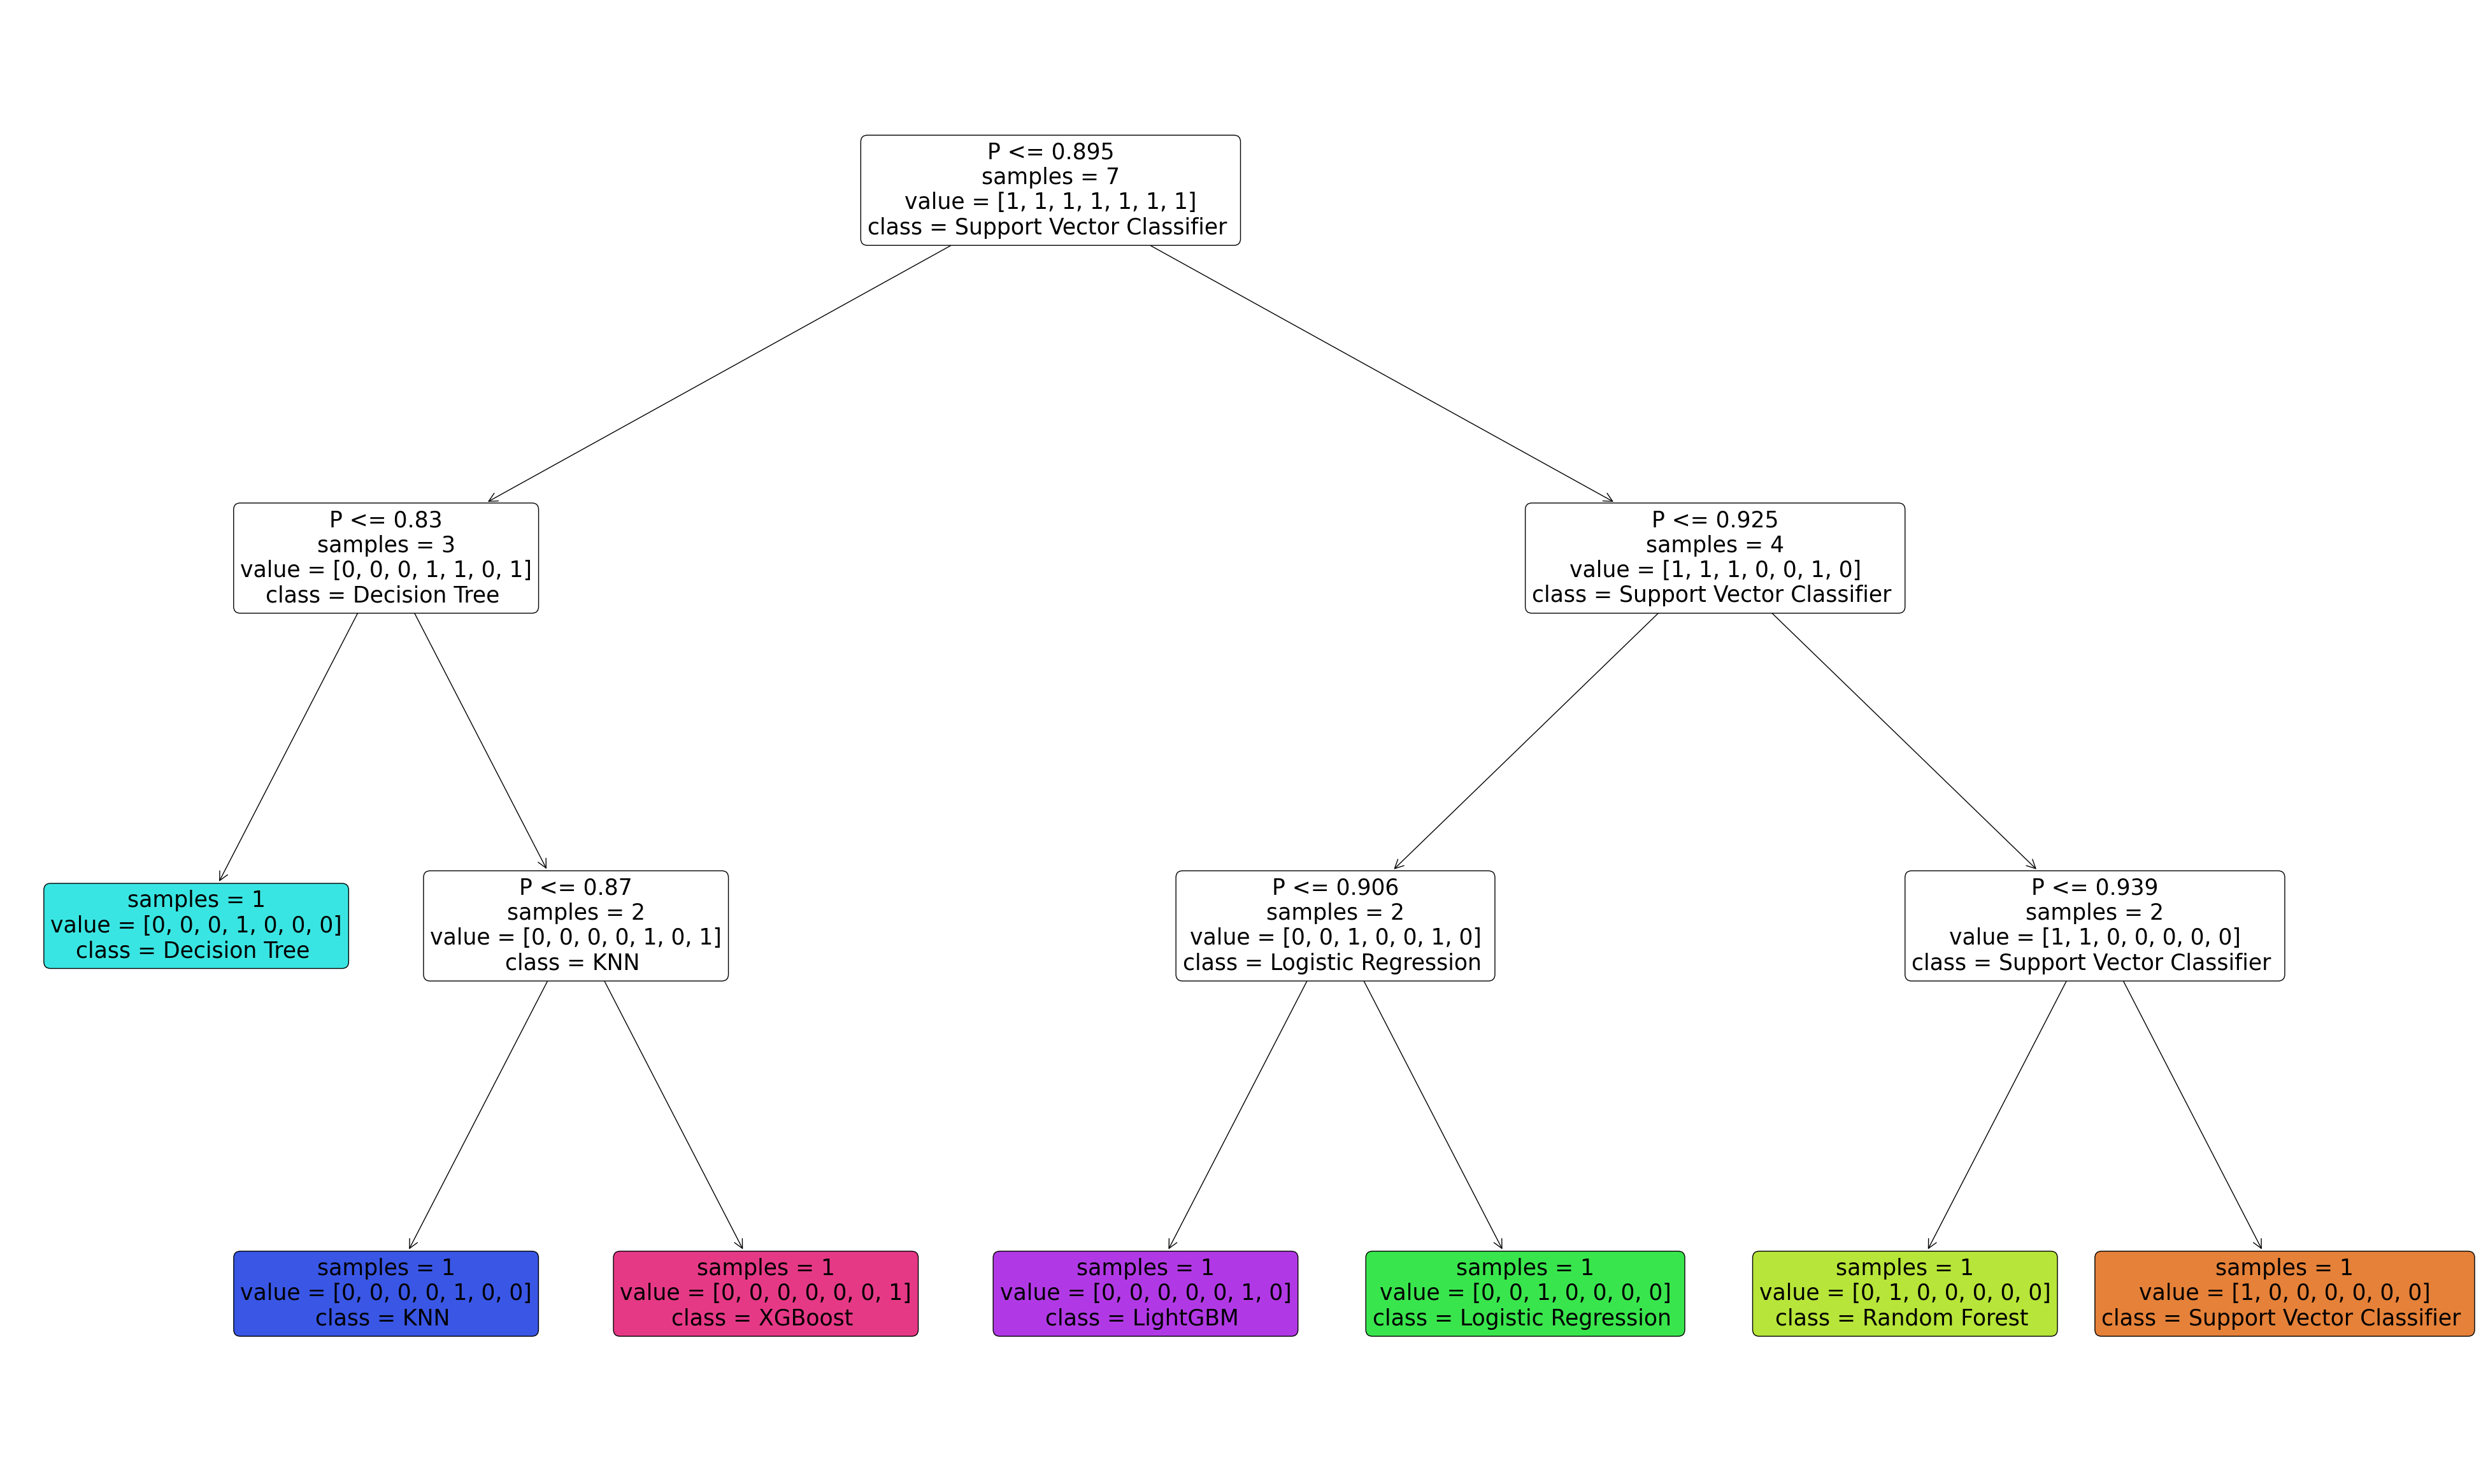 P <= 0.895
samples = 7
value = [1, 1, 1, 1, 1, 1, 1]
class = Support Vector Classifier
P <= 0.83
samples = 3
value = [0, 0, 0, 1, 1, 0, 1]
class = Decision Tree
P <= 0.925
samples = 4
value = [1, 1, 1, 0, 0, 1, 0]
class = Support Vector Classifier
samples = 1
value = [0, 0, 0, 1, 0, 0, 0]
class = Decision Tree
P <= 0.87
samples = 2
value = [0, 0, 0, 0, 1, 0, 1]
class = KNN
P <= 0.906
samples = 2
value = [0, 0, 1, 0, 0, 1, 0]
class = Logistic Regression
P <= 0.939
samples = 2
value = [1, 1, 0, 0, 0, 0, 0]
class = Support Vector Classifier
samples = 1
value = [0, 0, 0, 0, 1, 0, 0]
class = KNN
samples = 1
value = [0, 0, 0, 0, 0, 0, 1]
class = XGBoost
samples = 1
value = [0, 0, 0, 0, 0, 1, 0]
class = LightGBM
samples = 1
value = [0, 0, 1, 0, 0, 0, 0]
class = Logistic Regression
samples = 1
value = [0, 1, 0, 0, 0, 0, 0]
class = Random Forest
samples = 1
value = [1, 0, 0, 0, 0, 0, 0]
class = Support Vector Classifier